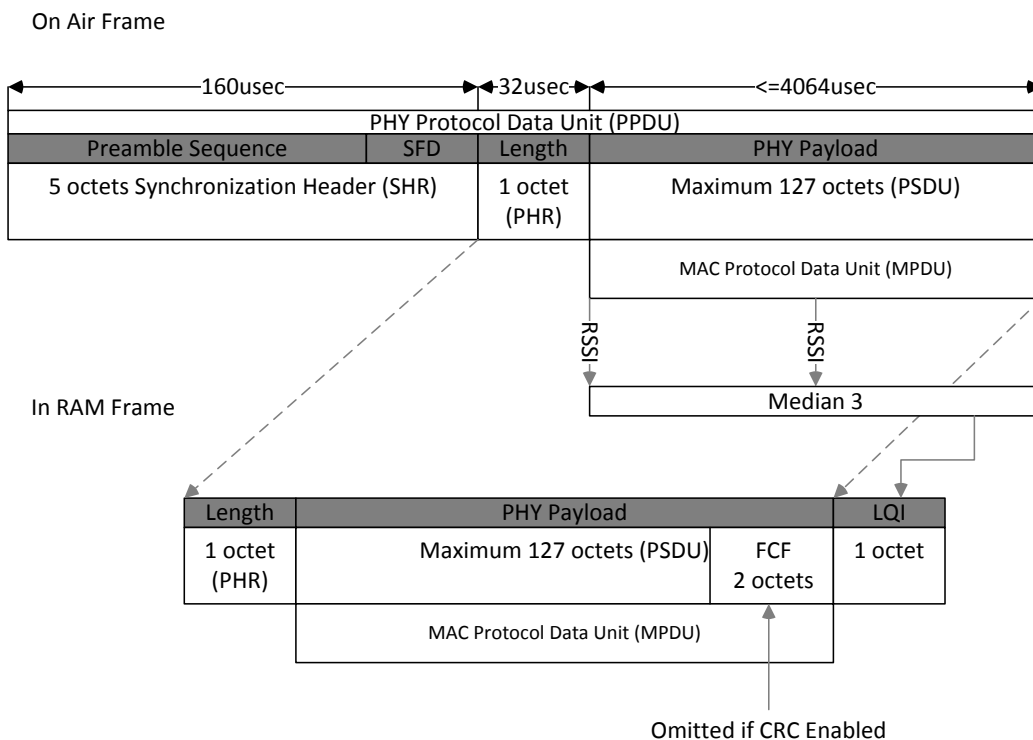 On Air Frame
160usec
32usec
<=4064usec
PHY Protocol Data Unit (PPDU)
Preamble Sequence
SFD
Length
PHY Payload
5 octets Synchronization Header (SHR)
1 octet
(PHR)
Maximum 127 octets (PSDU)
MAC Protocol Data Unit (MPDU)
RSSI
RSSI
In RAM Frame
Median 3
Length
PHY Payload
LQI
1 octet
(PHR)
Maximum 127 octets (PSDU)
FCF
2 octets
1 octet
MAC Protocol Data Unit (MPDU)
Omitted if CRC Enabled